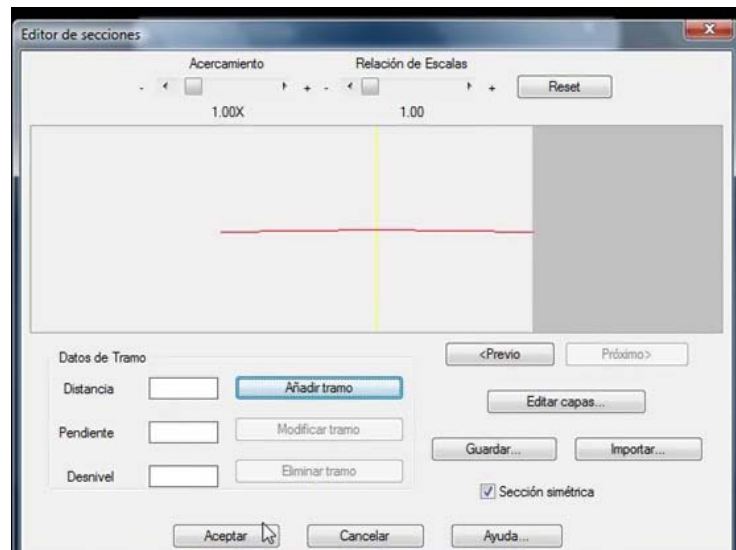 Editor de secciones
Acercamiento Relación de Escalas
- + - + Reset
1.00X 1.00
<Previo Próximo>
Datos de Tramo
Distancia Añadir tramo
Editar capas...
Pendiente Modificar tramo
Guardar... Importar...
Desnivel Eliminar tramo
Sección simétrica
Aceptar Cancelar Ayuda...